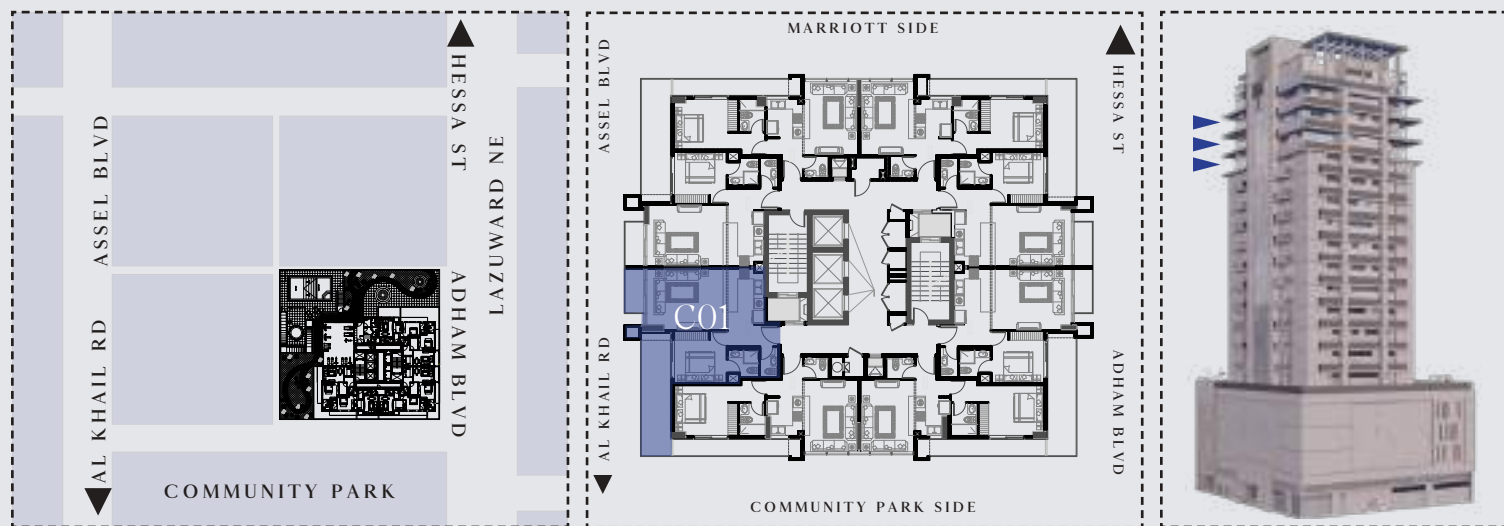 HESSA ST
LAZUWARD NE
ASSEL BLVD
ADHAM BLVD
AL KHAIL RD
COMMUNITY PARK
MARRIOTT SIDE
ASSEL BLVD
HESSA ST
C01
AL KHAIL RD
ADHAM BLVD
COMMUNITY PARK SIDE